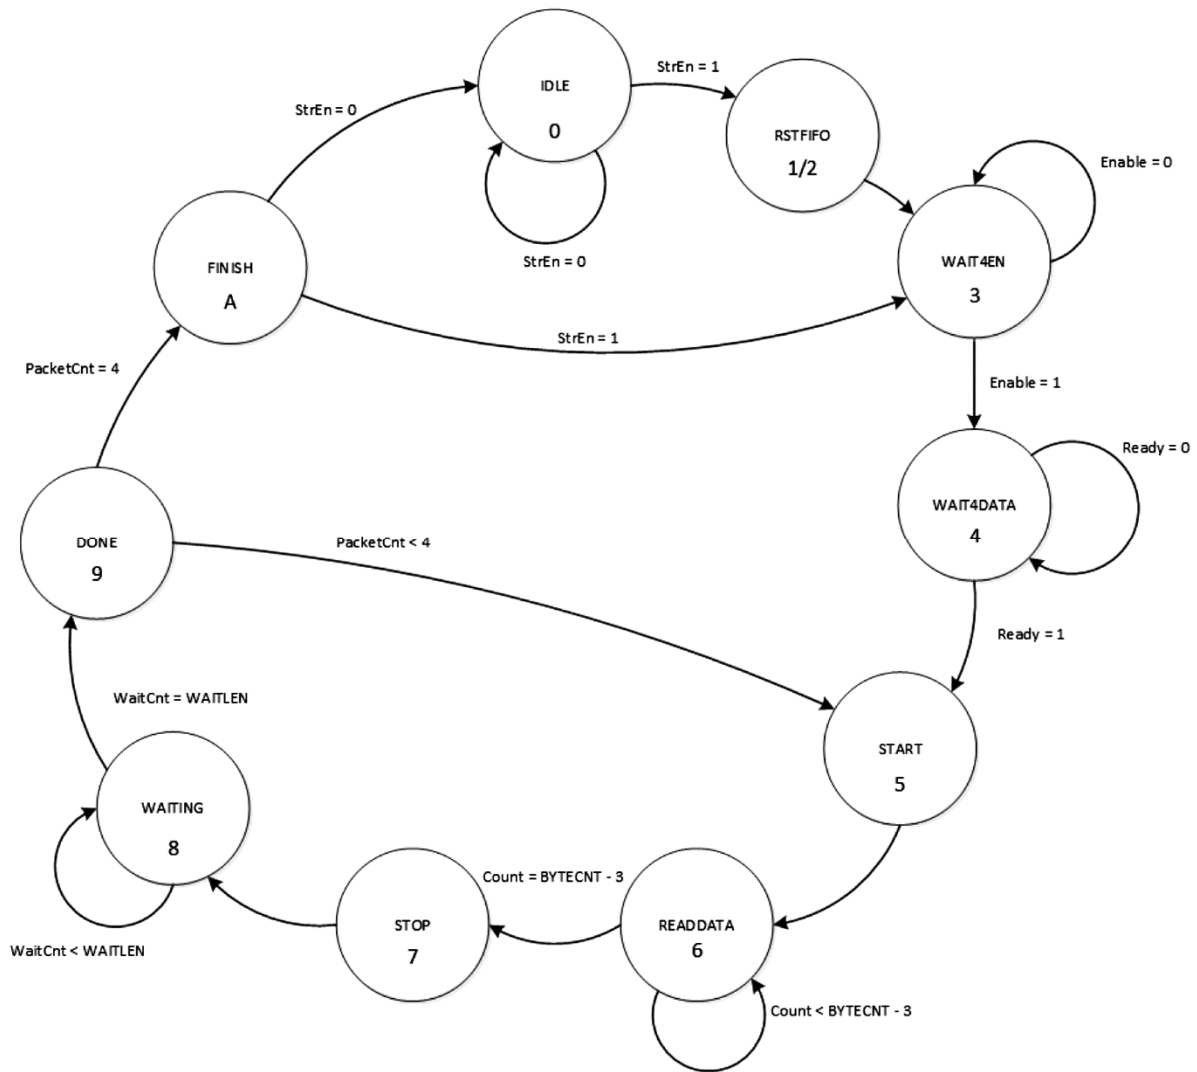 IDLE
0
StrEn = 1
StrEn = 0
StrEn = 0
RSTFIFO
1/2
Enable = 0
WAIT4EN
3
FINISH
A
StrEn = 1
PacketCnt = 4
Enable = 1
Ready = 0
WAIT4DATA
4
DONE
9
PacketCnt < 4
Ready = 1
WaitCnt = WAITLEN
START
5
WAITING
8
Count = BYTECNT - 3
STOP
7
READDATA
6
WaitCnt < WAITLEN
Count < BYTECNT - 3